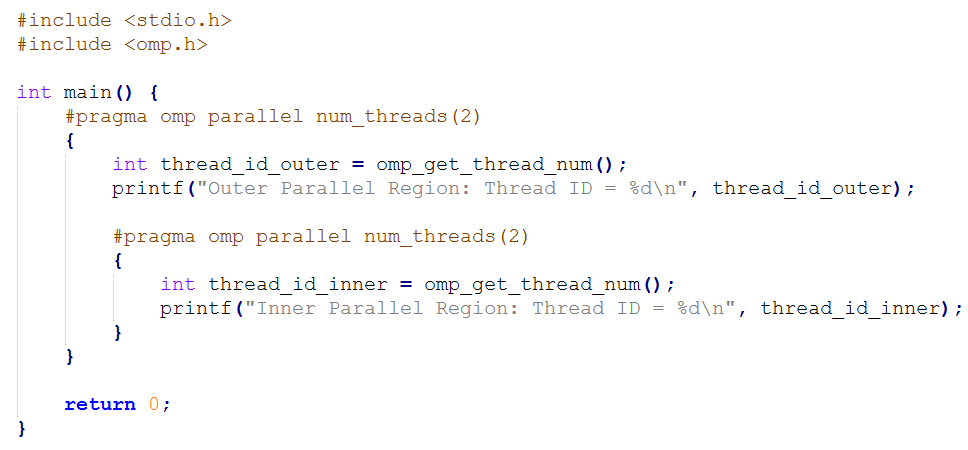 #include <stdio.h>
#include <omp.h>

int main() {
    #pragma omp parallel num_threads(2)
    {
        int thread_id_outer = omp_get_thread_num();
        printf("Outer Parallel Region: Thread ID = %d\n", thread_id_outer);

        #pragma omp parallel num_threads(2)
        {
            int thread_id_inner = omp_get_thread_num();
            printf("Inner Parallel Region: Thread ID = %d\n", thread_id_inner);
        }
    }

    return 0;
}